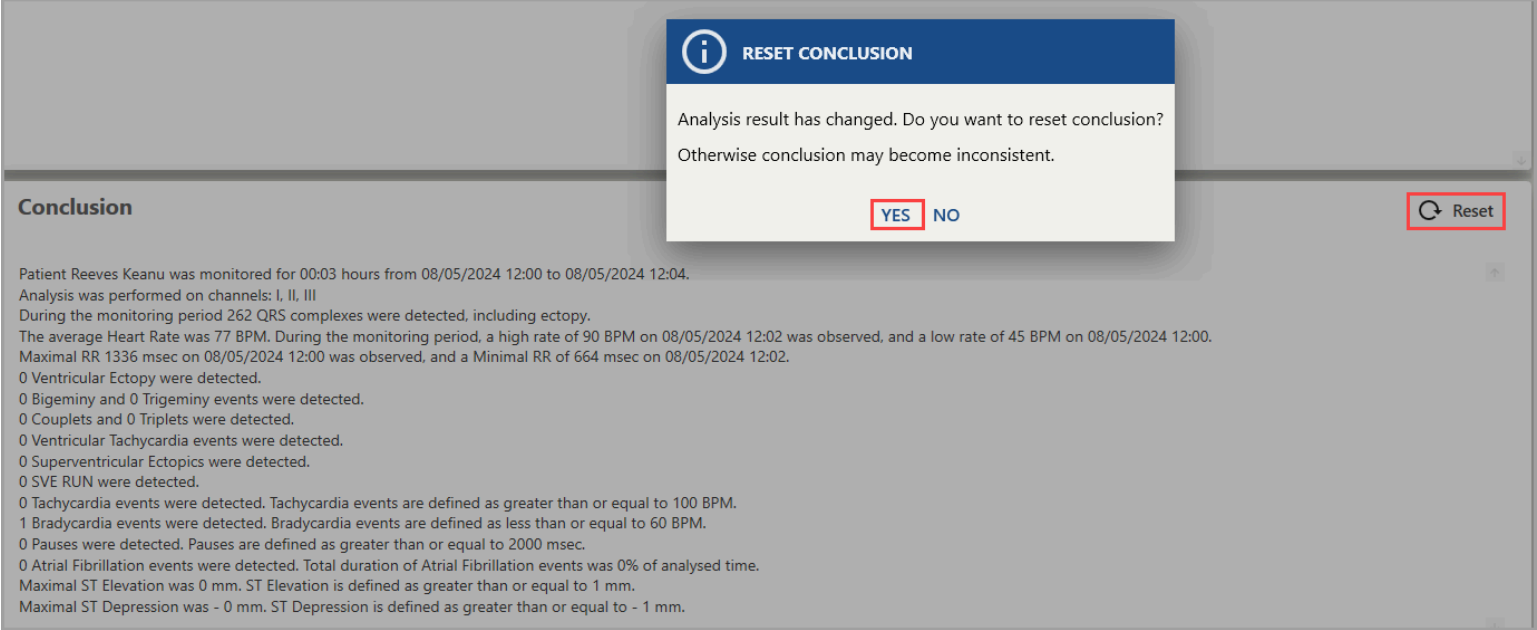 RESET CONCLUSION
Analysis result has changed. Do you want to reset conclusion?
Otherwise conclusion may become inconsistent.
YES NO
Conclusion
Reset
Patient Reeves Keanu was monitored for 00:03 hours from 08/05/2024 12:00 to 08/05/2024 12:04.
Analysis was performed on channels: I, II, III
During the monitoring period 262 QRS complexes were detected, including ectopy.
The average Heart Rate was 77 BPM. During the monitoring period, a high rate of 90 BPM on 08/05/2024 12:02 was observed, and a low rate of 45 BPM on 08/05/2024 12:00.
Maximal RR 1336 msec on 08/05/2024 12:00 was observed, and a Minimal RR of 664 msec on 08/05/2024 12:02.
0 Ventricular Ectopy were detected.
0 Bigeminy and 0 Trigeminy events were detected.
0 Couplets and 0 Triplets were detected.
0 Ventricular Tachycardia events were detected.
0 Superventricular Ectopics were detected.
0 SVE RUN were detected.
0 Tachycardia events were detected. Tachycardia events are defined as greater than or equal to 100 BPM.
1 Bradycardia events were detected. Bradycardia events are defined as less than or equal to 60 BPM.
0 Pauses were detected. Pauses are defined as greater than or equal to 2000 msec.
0 Atrial Fibrillation events were detected. Total duration of Atrial Fibrillation events was 0% of analysed time.
Maximal ST Elevation was 0 mm. ST Elevation is defined as greater than or equal to 1 mm.
Maximal ST Depression was - 0 mm. ST Depression is defined as greater than or equal to - 1 mm.